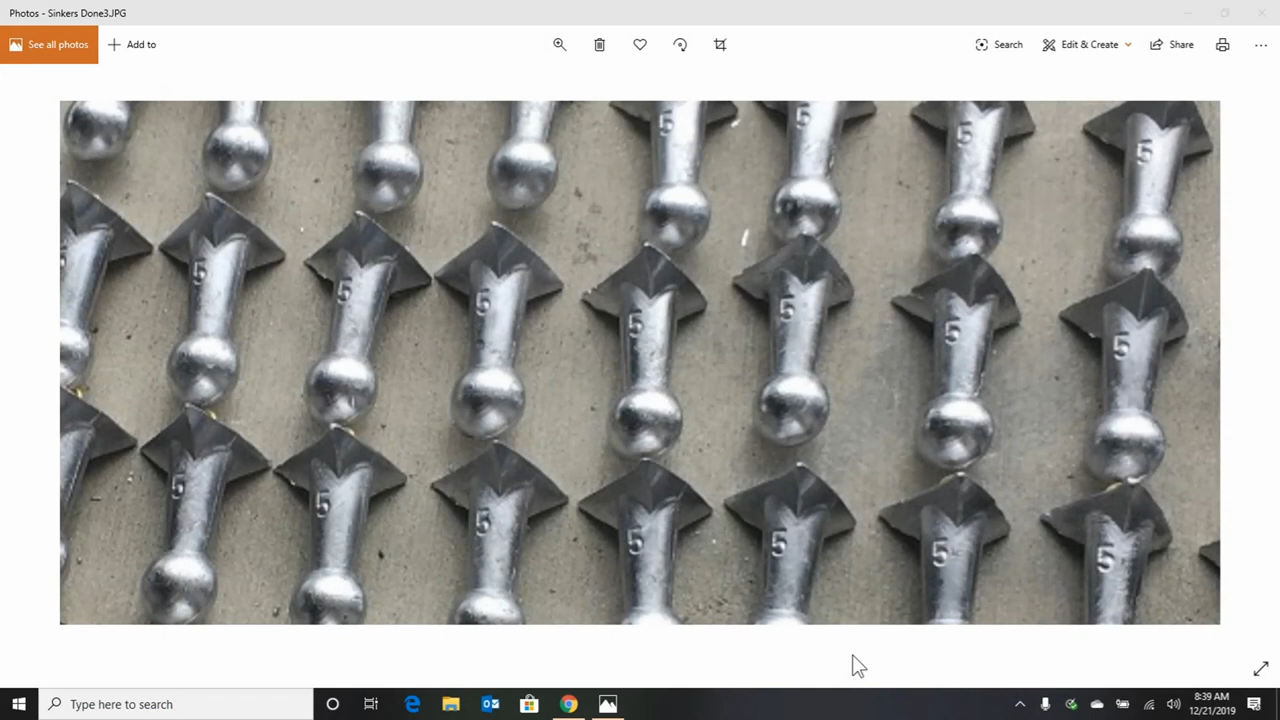 Photos - Sinkers Done3.JPG
See all photos
Add to
Search
Edit & Create
Share
5 5 5 5
5 5 5 5 5 5 5 5
5 5 5 5 5 5 5
Type here to search
8:39 AM
12/21/2019